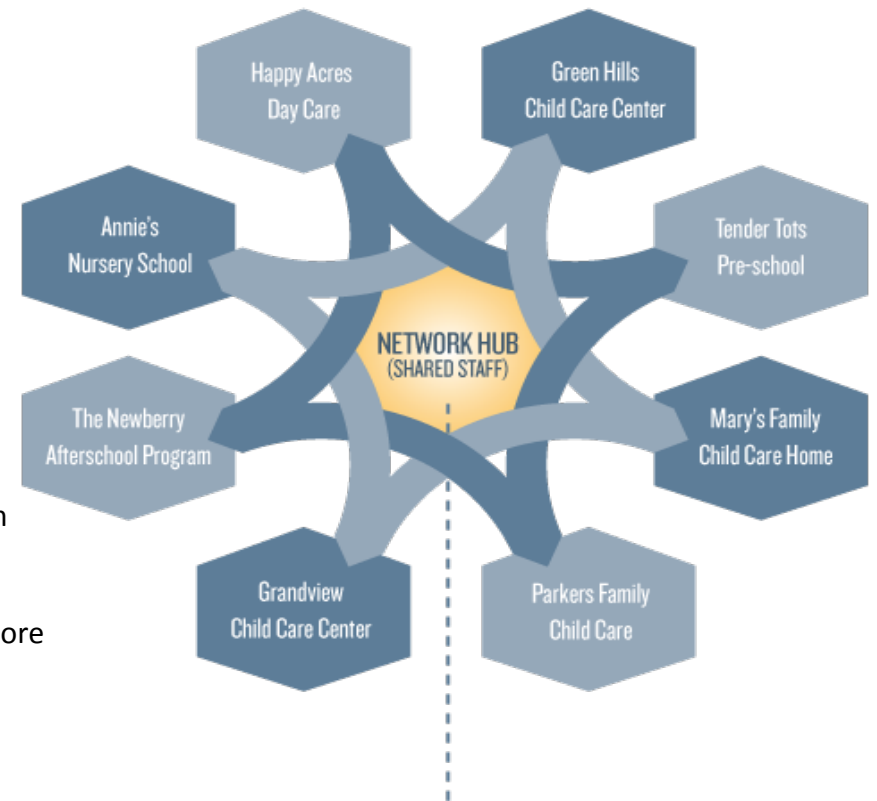 Happy Acres
Day Care
Green Hills
Child Care Center
Annie's
Nursery School
Tender Tots
Pre-school
NETWORK HUB
(SHARED STAFF)
The Newberry
Afterschool Program
Mary's Family
Child Care Home
Grandview
Child Care Center
Parkers Family
Child Care
ore